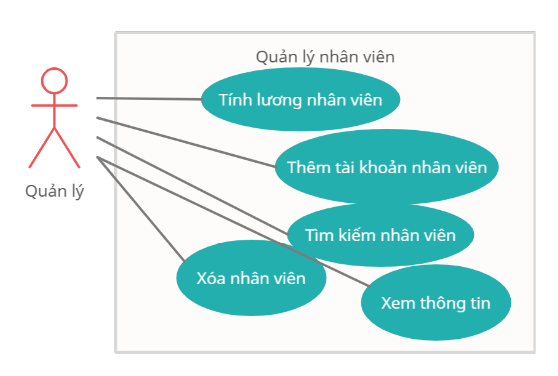 Quản lý nhân viên
Tính lương nhân viên
Thêm tài khoản nhân viên
Quản lý
Tìm kiếm nhân viên
Xóa nhân viên
Xem thông tin